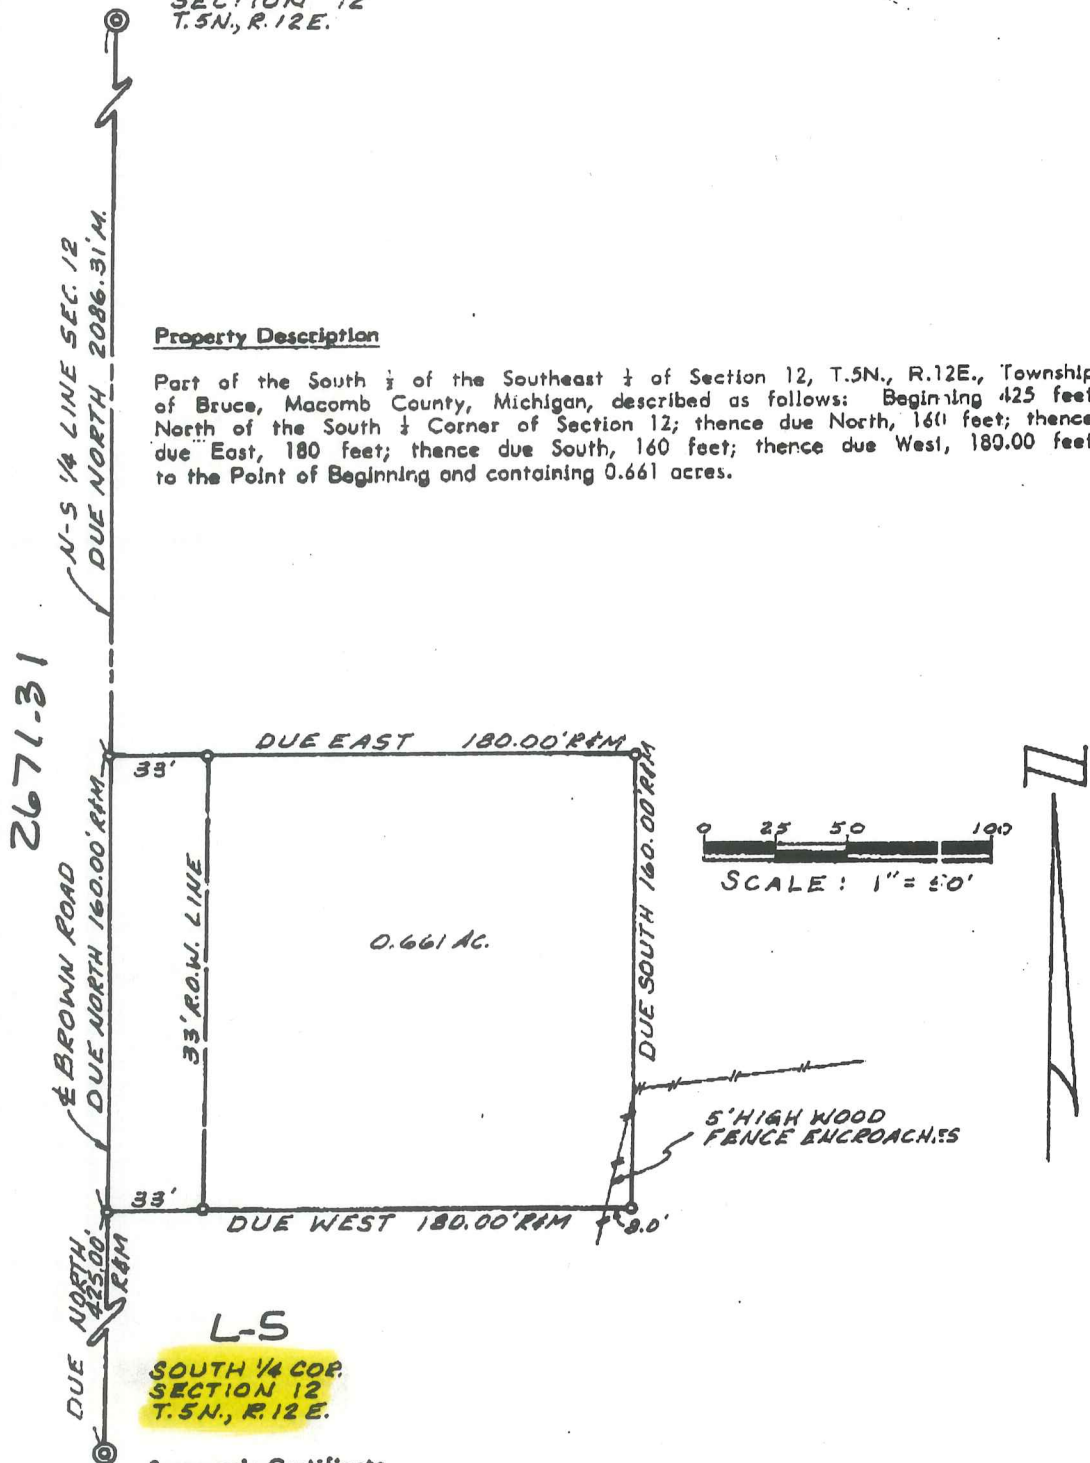 SECTION 12
T.5N., R.12E.
N-S 1/4 LINE SEC. 12
DUE NORTH 2086.31'M.
Property Description
Part of the South ½ of the Southeast ¼ of Section 12, T.5N., R.12E., Township
of Bruce, Macomb County, Michigan, described as follows: Beginning 425 feet
North of the South ¼ Corner of Section 12; thence due North, 160 feet; thence
due East, 180 feet; thence due South, 160 feet; thence due West, 180.00 feet
to the Point of Beginning and containing 0.661 acres.
2671.31
DUE EAST 180.00'R&M
33'
℄ BROWN ROAD
DUE NORTH 160.00'R&M
33' R.O.W. LINE
0.661 AC.
DUE SOUTH 160.00'R&M
0 25 50 100
SCALE: 1"= 50'
N
5' HIGH WOOD
FENCE ENCROACHES
33'
DUE WEST 180.00'R&M
8.0'
DUE NORTH
425.00'
R&M
L-S
SOUTH 1/4 COR.
SECTION 12
T.5N., R.12E.